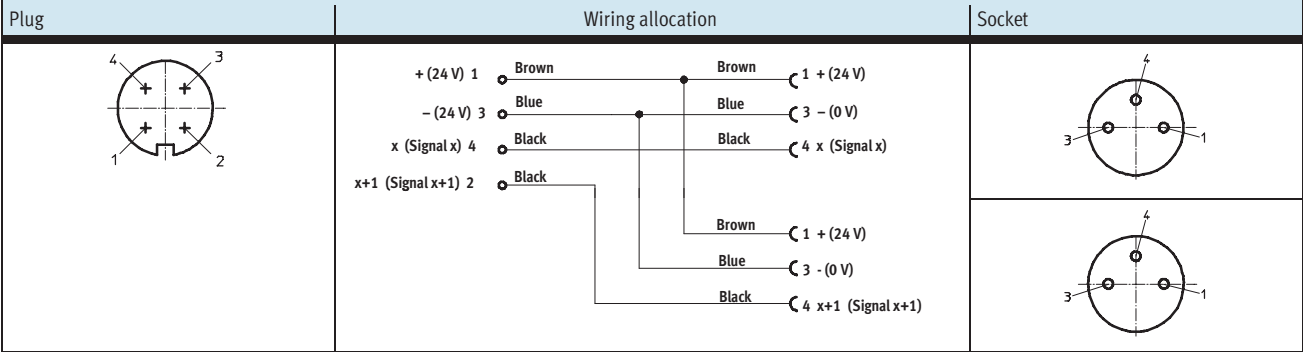 Plug Wiring allocation Socket
4 3
1 2
+ (24 V) 1 Brown Brown 1 + (24 V)
– (24 V) 3 Blue Blue 3 – (0 V)
x (Signal x) 4 Black Black 4 x (Signal x)
x+1 (Signal x+1) 2 Black
Brown 1 + (24 V)
Blue 3 - (0 V)
Black 4 x+1 (Signal x+1)
4
3 1
4
3 1